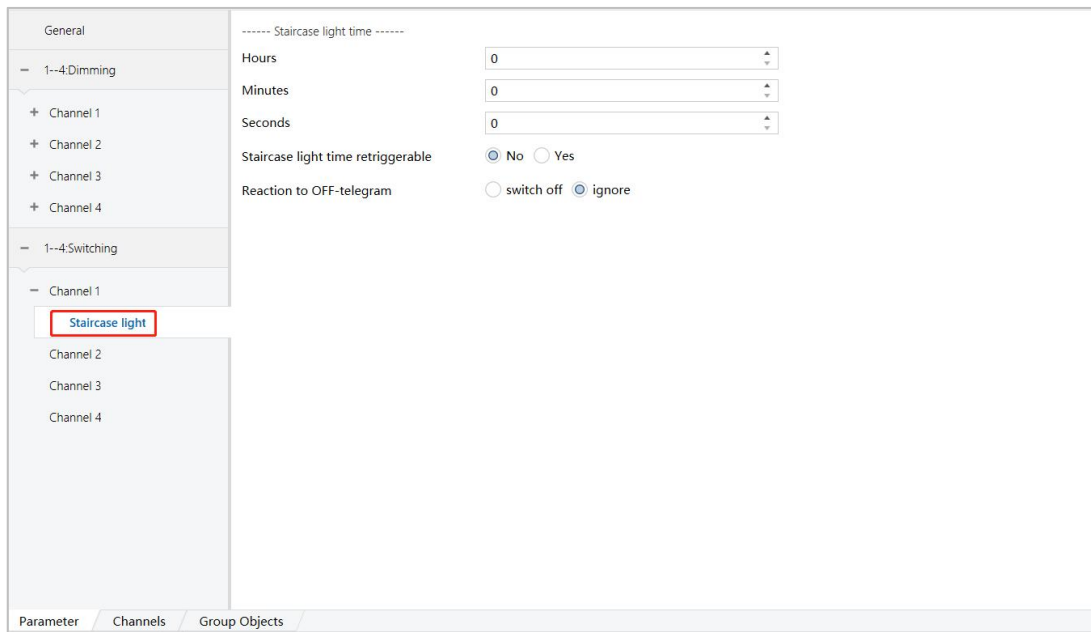 General
1--4:Dimming
Channel 1
Channel 2
Channel 3
Channel 4
1--4:Switching
Channel 1
Staircase light
Channel 2
Channel 3
Channel 4
------ Staircase light time ------
Hours 0
Minutes 0
Seconds 0
Staircase light time retriggerable No Yes
Reaction to OFF-telegram switch off ignore
Parameter Channels Group Objects